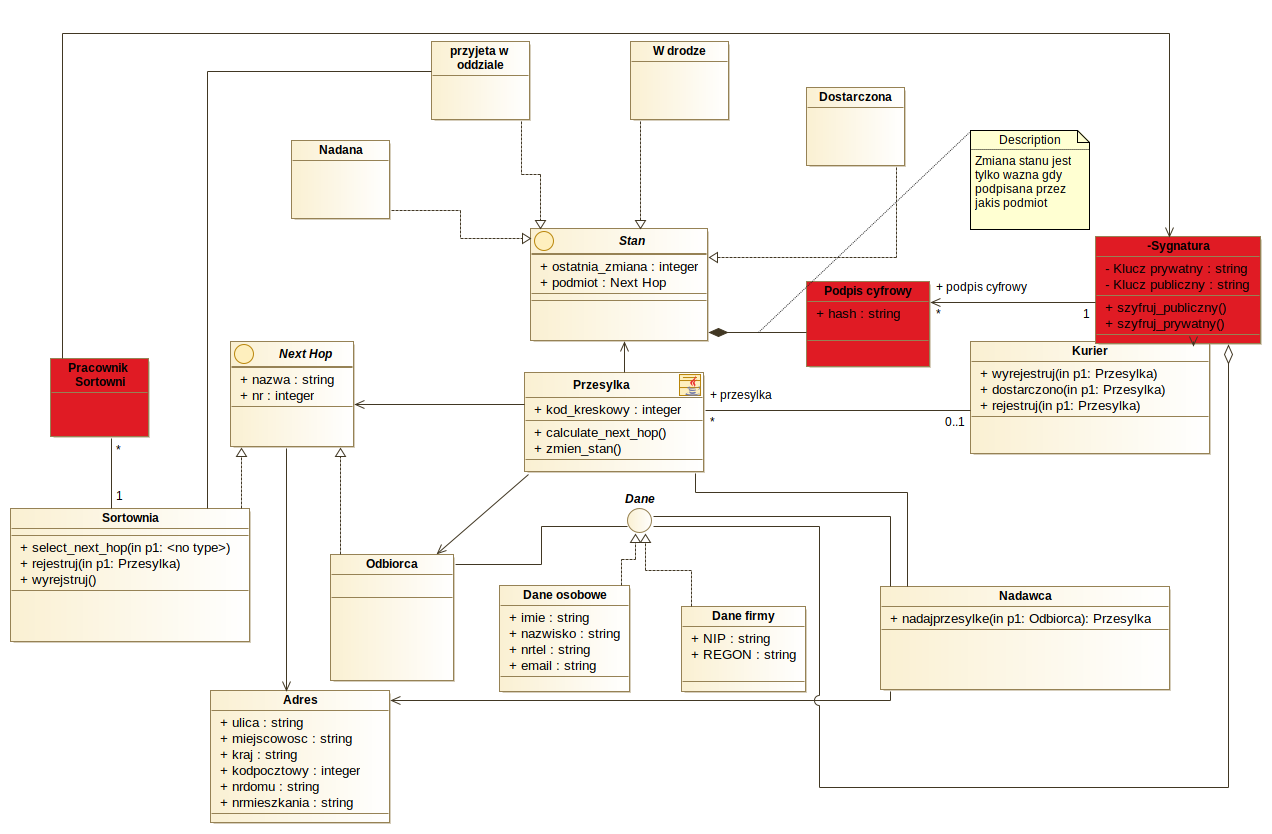 przyjeta w
oddziale
W drodze
Dostarczona
Nadana
Description
Zmiana stanu jest
tylko wazna gdy
podpisana przez
jakis podmiot
Stan
+ ostatnia_zmiana : integer
+ podmiot : Next Hop
-Sygnatura
- Klucz prywatny : string
- Klucz publiczny : string
+ szyfruj_publiczny()
+ szyfruj_prywatny()
Podpis cyfrowy
+ hash : string
+ podpis cyfrowy
*
1
Pracownik
Sortowni
*
1
Next Hop
+ nazwa : string
+ nr : integer
Przesylka
+ kod_kreskowy : integer
+ calculate_next_hop()
+ zmien_stan()
+ przesylka
*
0..1
Kurier
+ wyrejestruj(in p1: Przesylka)
+ dostarczono(in p1: Przesylka)
+ rejestruj(in p1: Przesylka)
Sortownia
+ select_next_hop(in p1: <no type>)
+ rejestruj(in p1: Przesylka)
+ wyrejstruj()
Dane
Odbiorca
Dane osobowe
+ imie : string
+ nazwisko : string
+ nrtel : string
+ email : string
Dane firmy
+ NIP : string
+ REGON : string
Nadawca
+ nadajprzesylke(in p1: Odbiorca): Przesylka
Adres
+ ulica : string
+ miejscowosc : string
+ kraj : string
+ kodpocztowy : integer
+ nrdomu : string
+ nrmieszkania : string